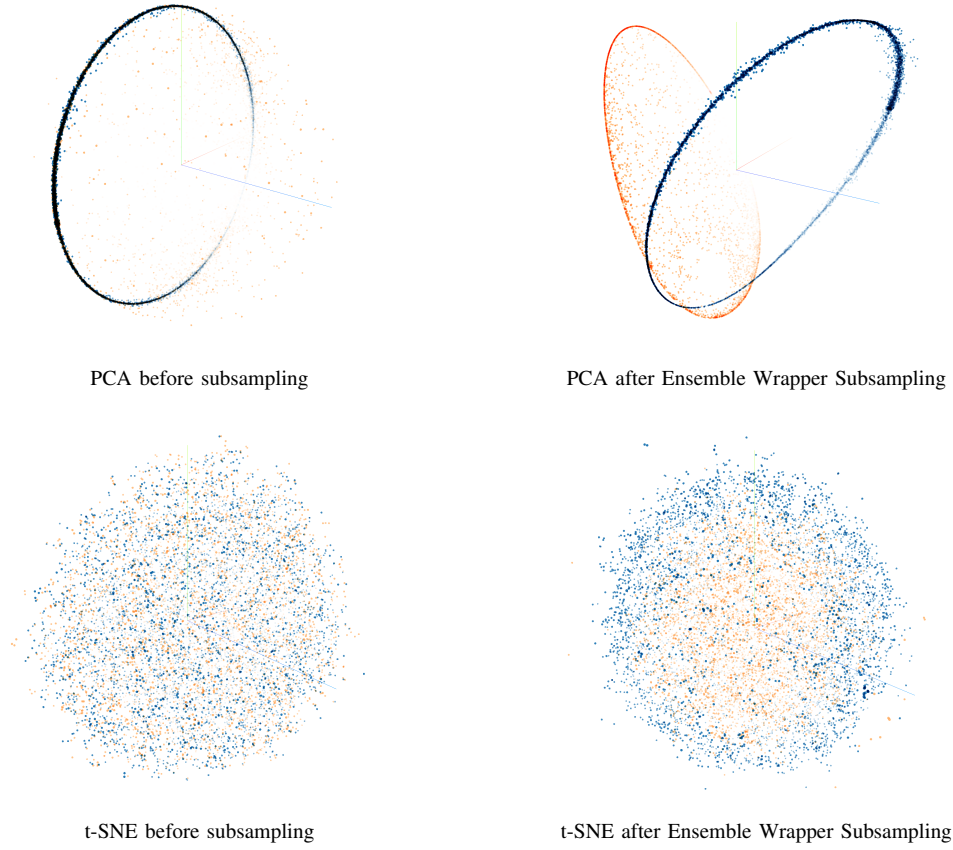 PCA before subsampling
PCA after Ensemble Wrapper Subsampling
t-SNE before subsampling
t-SNE after Ensemble Wrapper Subsampling